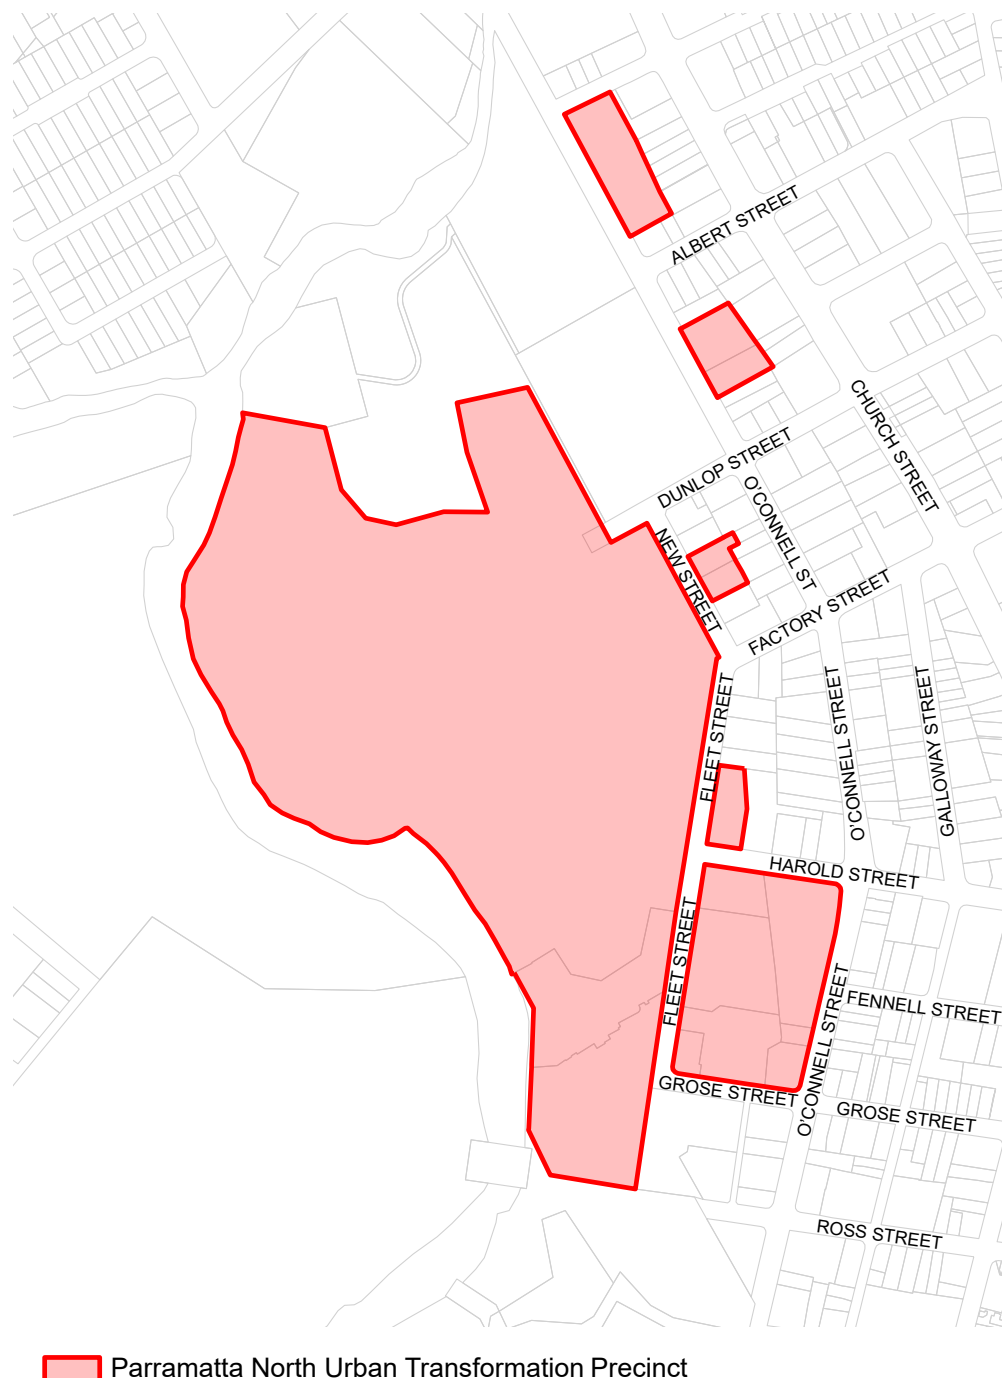 ALBERT STREET
CHURCH STREET
DUNLOP STREET
O'CONNELL ST
NEW STREET
FACTORY STREET
FLEET STREET
O'CONNELL STREET
GALLOWAY STREET
HAROLD STREET
FLEET STREET
O'CONNELL STREET
FENNELL STREET
GROSE STREET
GROSE STREET
ROSS STREET
Parramatta North Urban Transformation Precinct